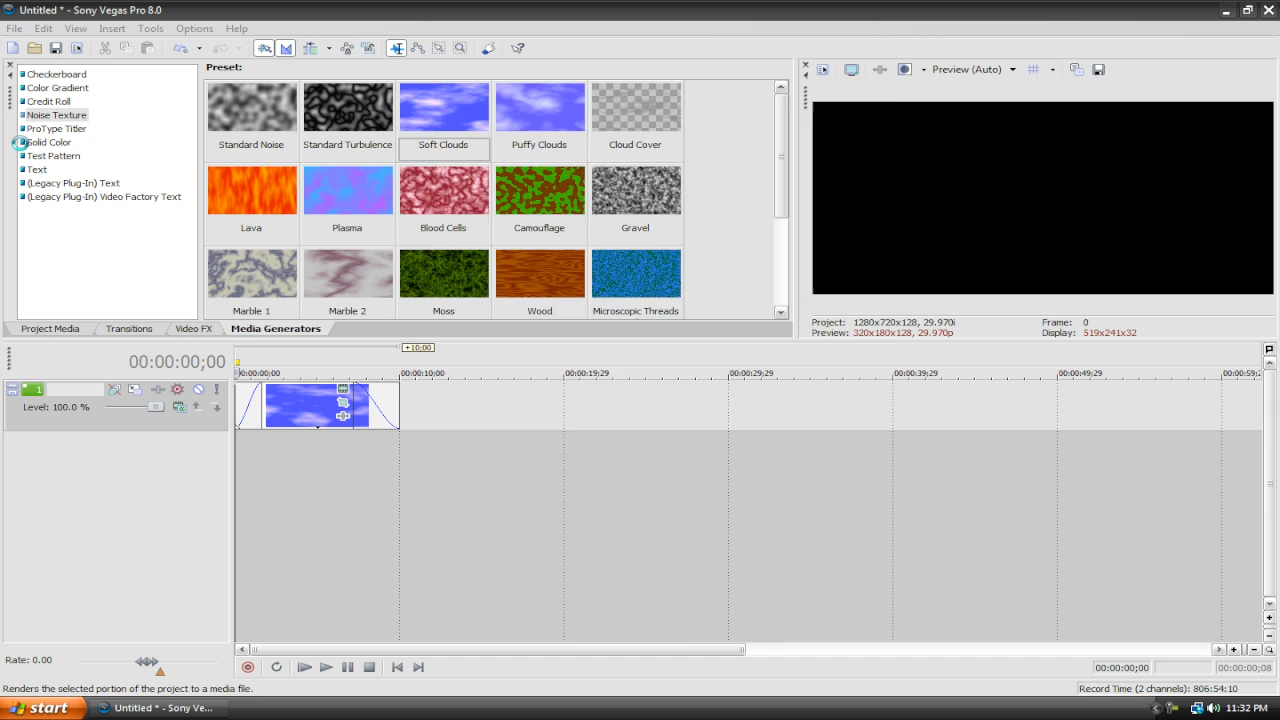 Untitled * - Sony Vegas Pro 8.0
File Edit View Insert Tools Options Help
Checkerboard
Color Gradient
Credit Roll
Noise Texture
ProType Titler
Solid Color
Test Pattern
Text
(Legacy Plug-In) Text
(Legacy Plug-In) Video Factory Text
Preset:
Standard Noise Standard Turbulence Soft Clouds Puffy Clouds Cloud Cover
Lava Plasma Blood Cells Camouflage Gravel
Marble 1 Marble 2 Moss Wood Microscopic Threads
Project Media Transitions Video FX Media Generators
Preview (Auto)
Project: 1280x720x128, 29.970i Frame: 0
Preview: 320x180x128, 29.970p Display: 519x241x32
+10;00
00:00:00;00
00:00:00;00 00:00:10;00 00:00:19;29 00:00:29;29 00:00:39;29 00:00:49;29 00:00:59;
1
Level: 100.0 %
Rate: 0.00
00:00:00;00 00:00:00;08
Renders the selected portion of the project to a media file.
Record Time (2 channels): 806:54:10
start Untitled * - Sony Ve... 11:32 PM